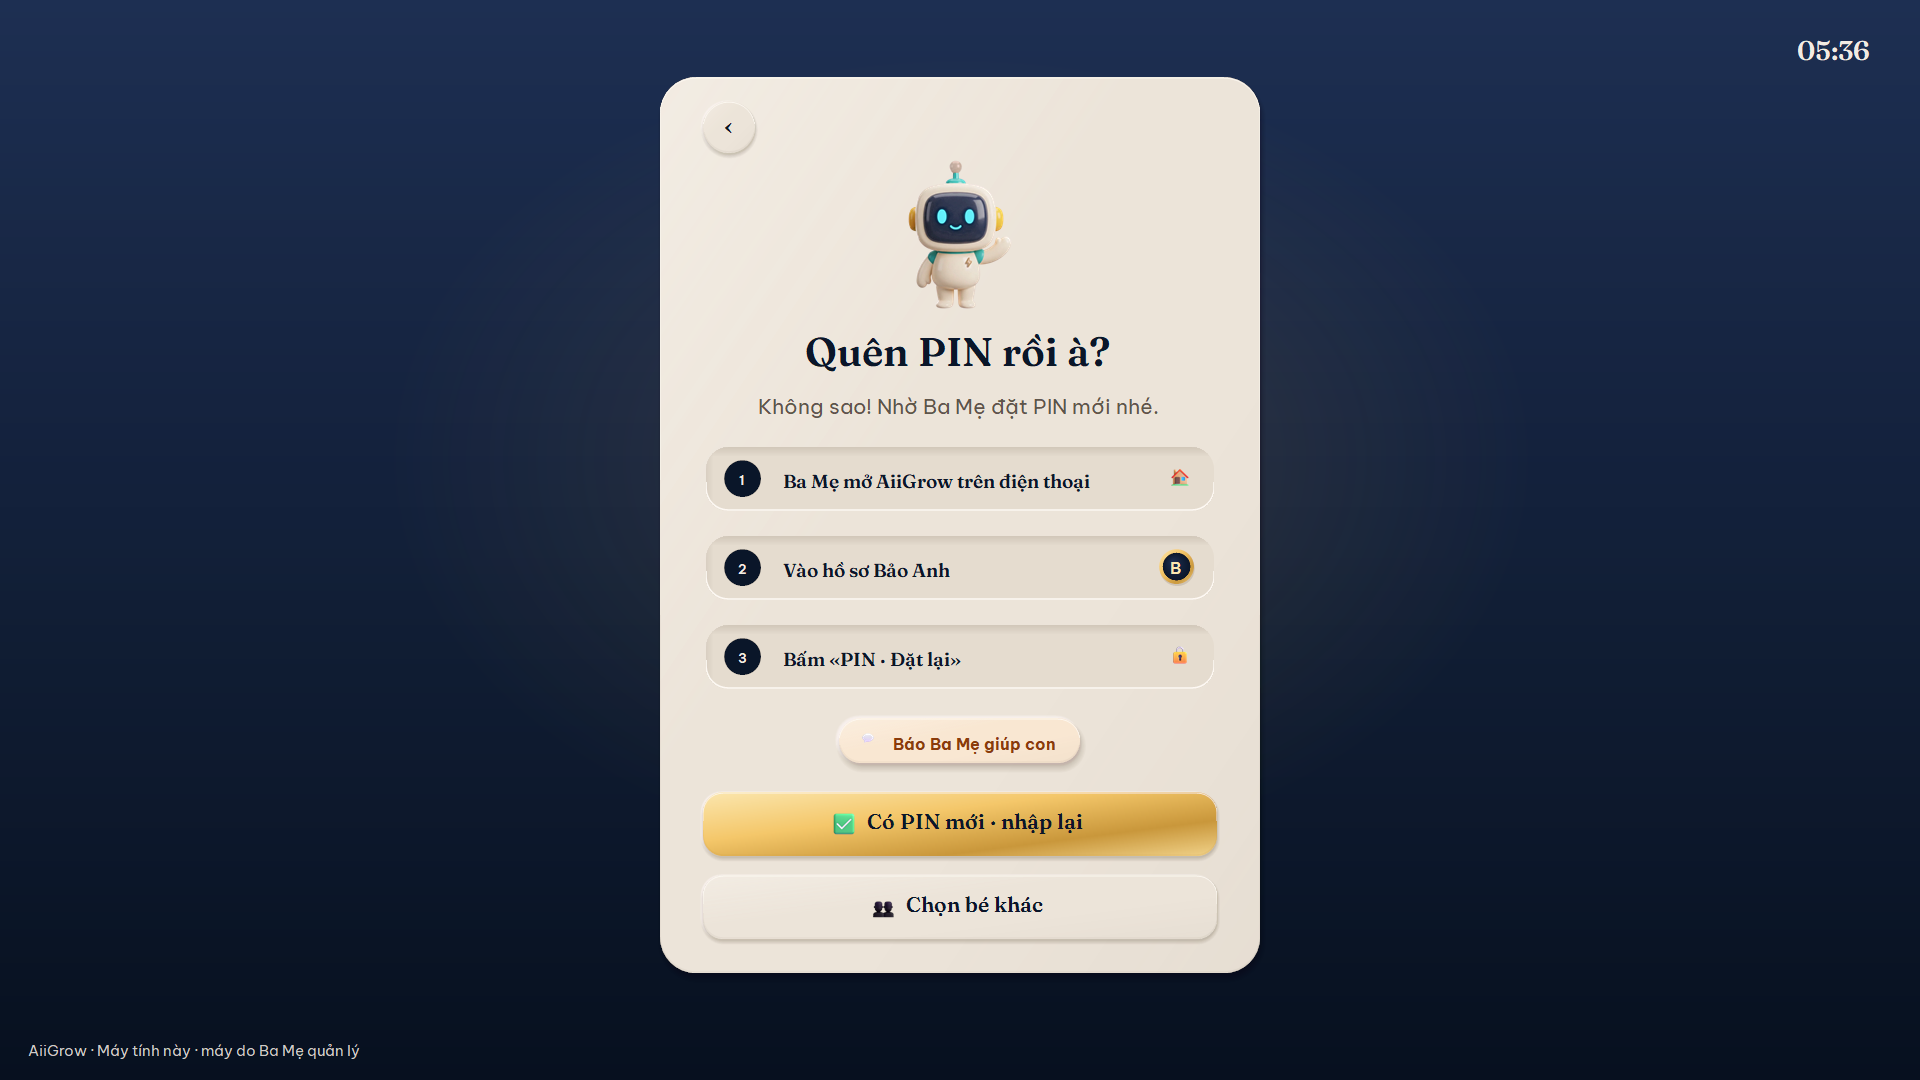 05:36
Quên PIN rồi à?
Không sao! Nhờ Ba Mẹ đặt PIN mới nhé.
1 Ba Mẹ mở AiiGrow trên điện thoại
2 Vào hồ sơ Bảo Anh B
3 Bấm «PIN · Đặt lại»
Báo Ba Mẹ giúp con
Có PIN mới · nhập lại
Chọn bé khác
AiiGrow · Máy tính này · máy do Ba Mẹ quản lý